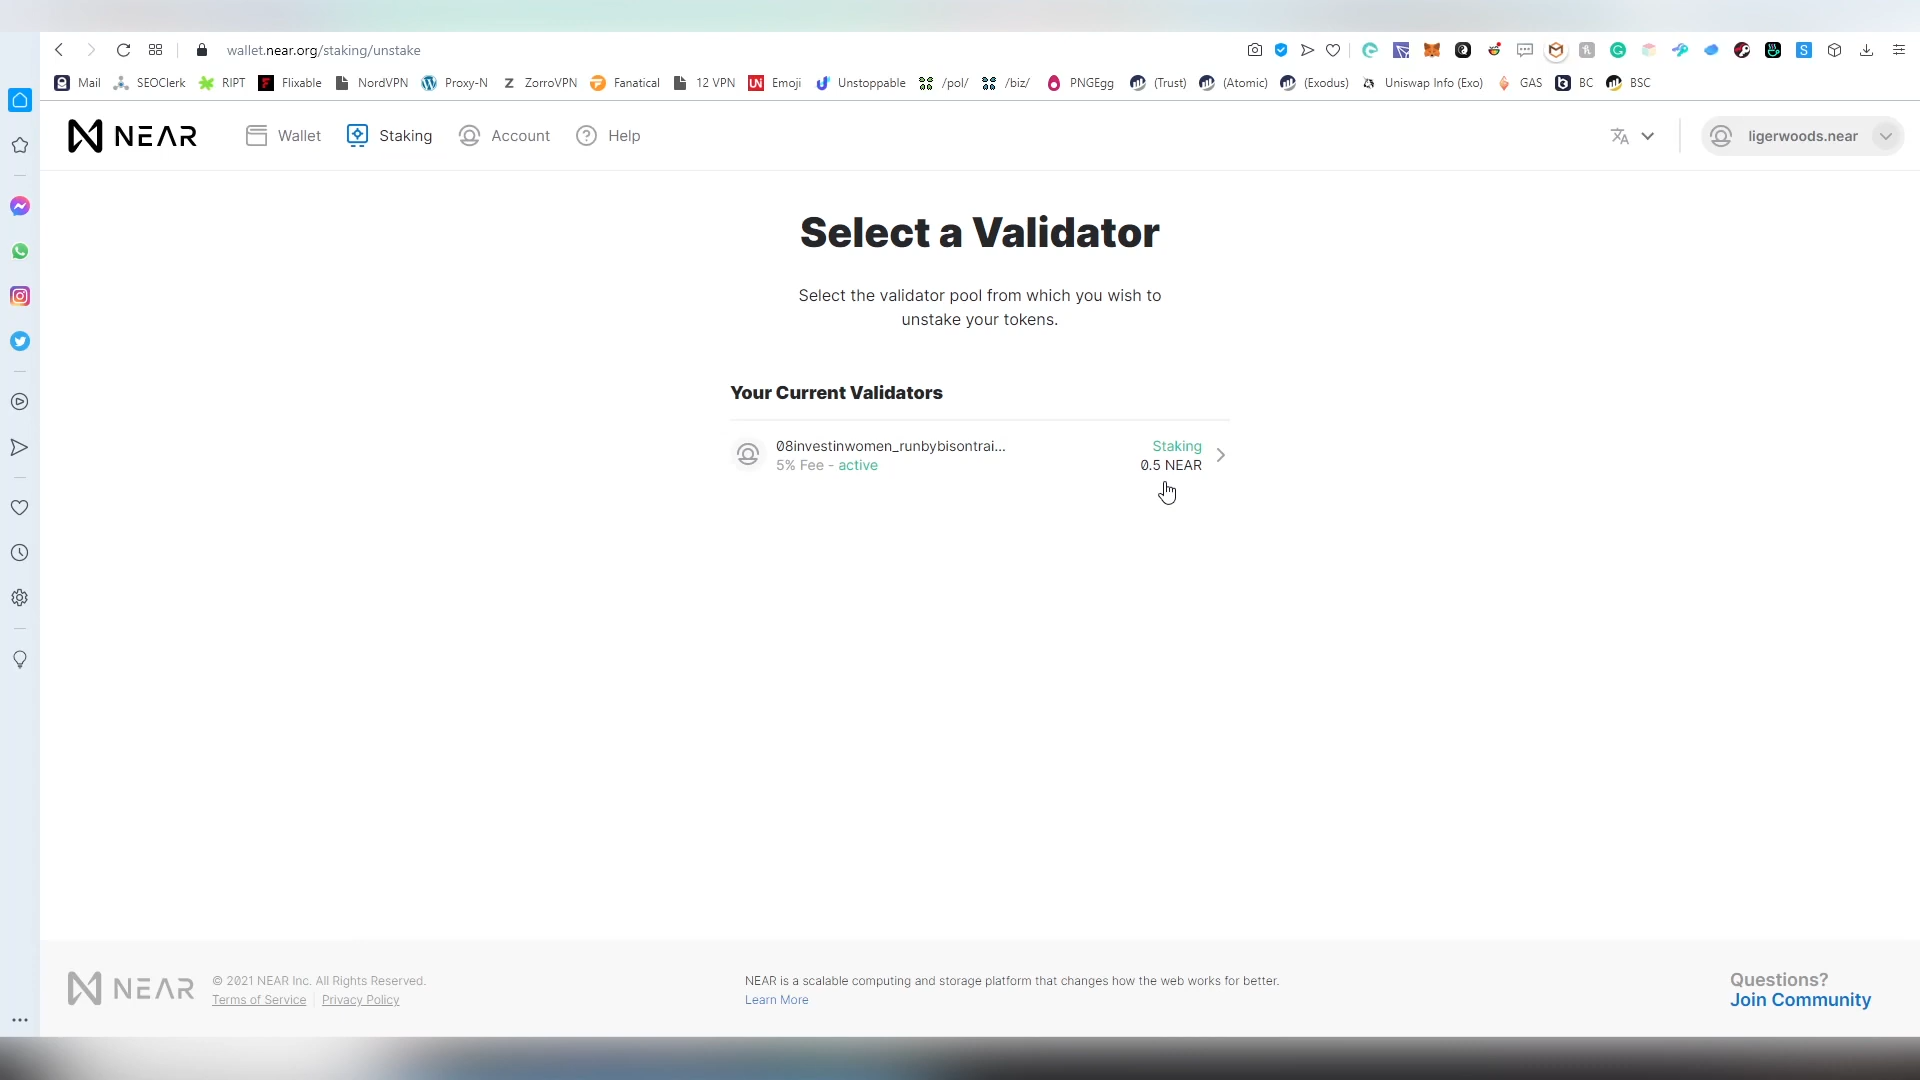 wallet.near.org/staking/unstake
Mail SEOClerk RIPT Flixable NordVPN Proxy-N ZorroVPN Fanatical 12 VPN Emoji Unstoppable /pol/ /biz/ PNGEgg (Trust) (Atomic) (Exodus) Uniswap Info (Exo) GAS BC BSC
NEAR Wallet Staking Account Help ligerwoods.near
Select a Validator
Select the validator pool from which you wish to
unstake your tokens.
Your Current Validators
08investinwomen_runbybisontrai... Staking
5% Fee - active 0.5 NEAR
NEAR © 2021 NEAR Inc. All Rights Reserved.
Terms of Service Privacy Policy
NEAR is a scalable computing and storage platform that changes how the web works for better.
Learn More
Questions?
Join Community